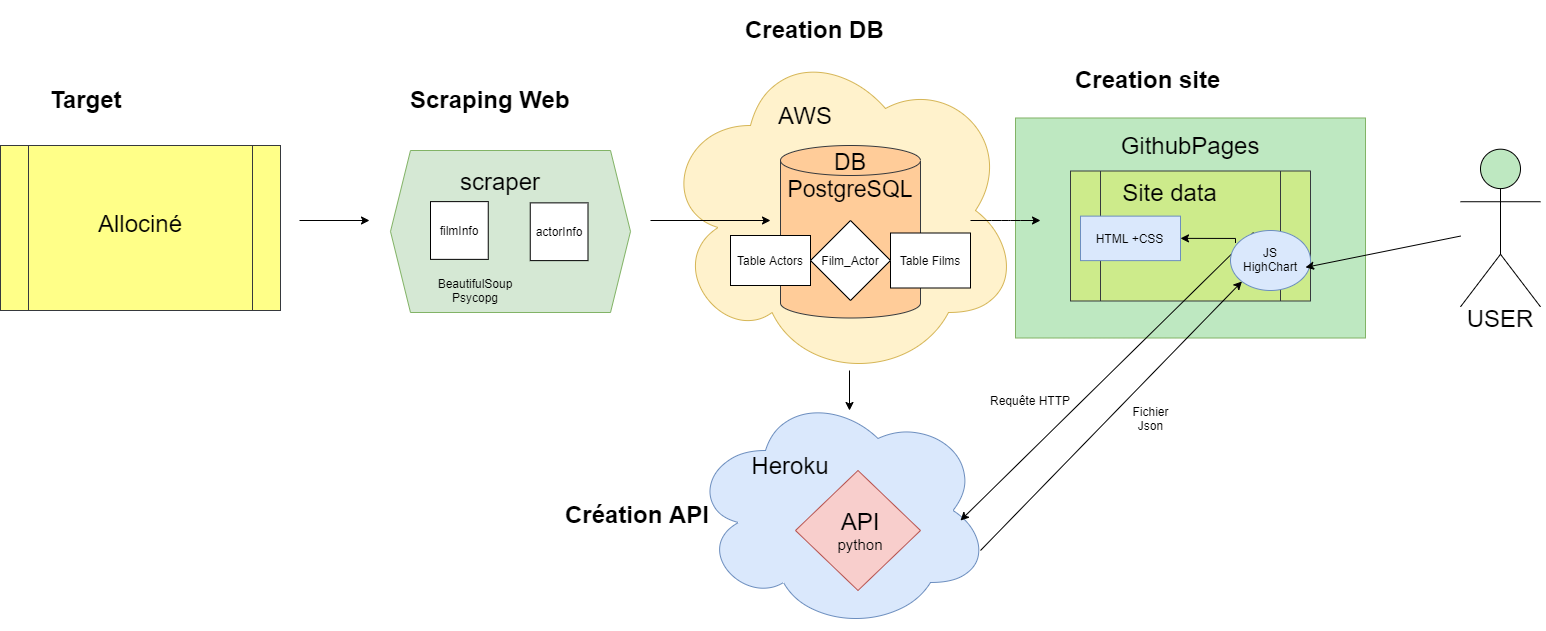 Creation DB
Creation site
Target
Scraping Web
AWS
GithubPages
Allociné
scraper
filmInfo
actorInfo
BeautifulSoup
Psycopg
DB
PostgreSQL
Table Actors
Film_Actor
Table Films
Site data
HTML +CSS
JS
HighChart
USER
Requête HTTP
Fichier
Json
Heroku
Création API
API
python